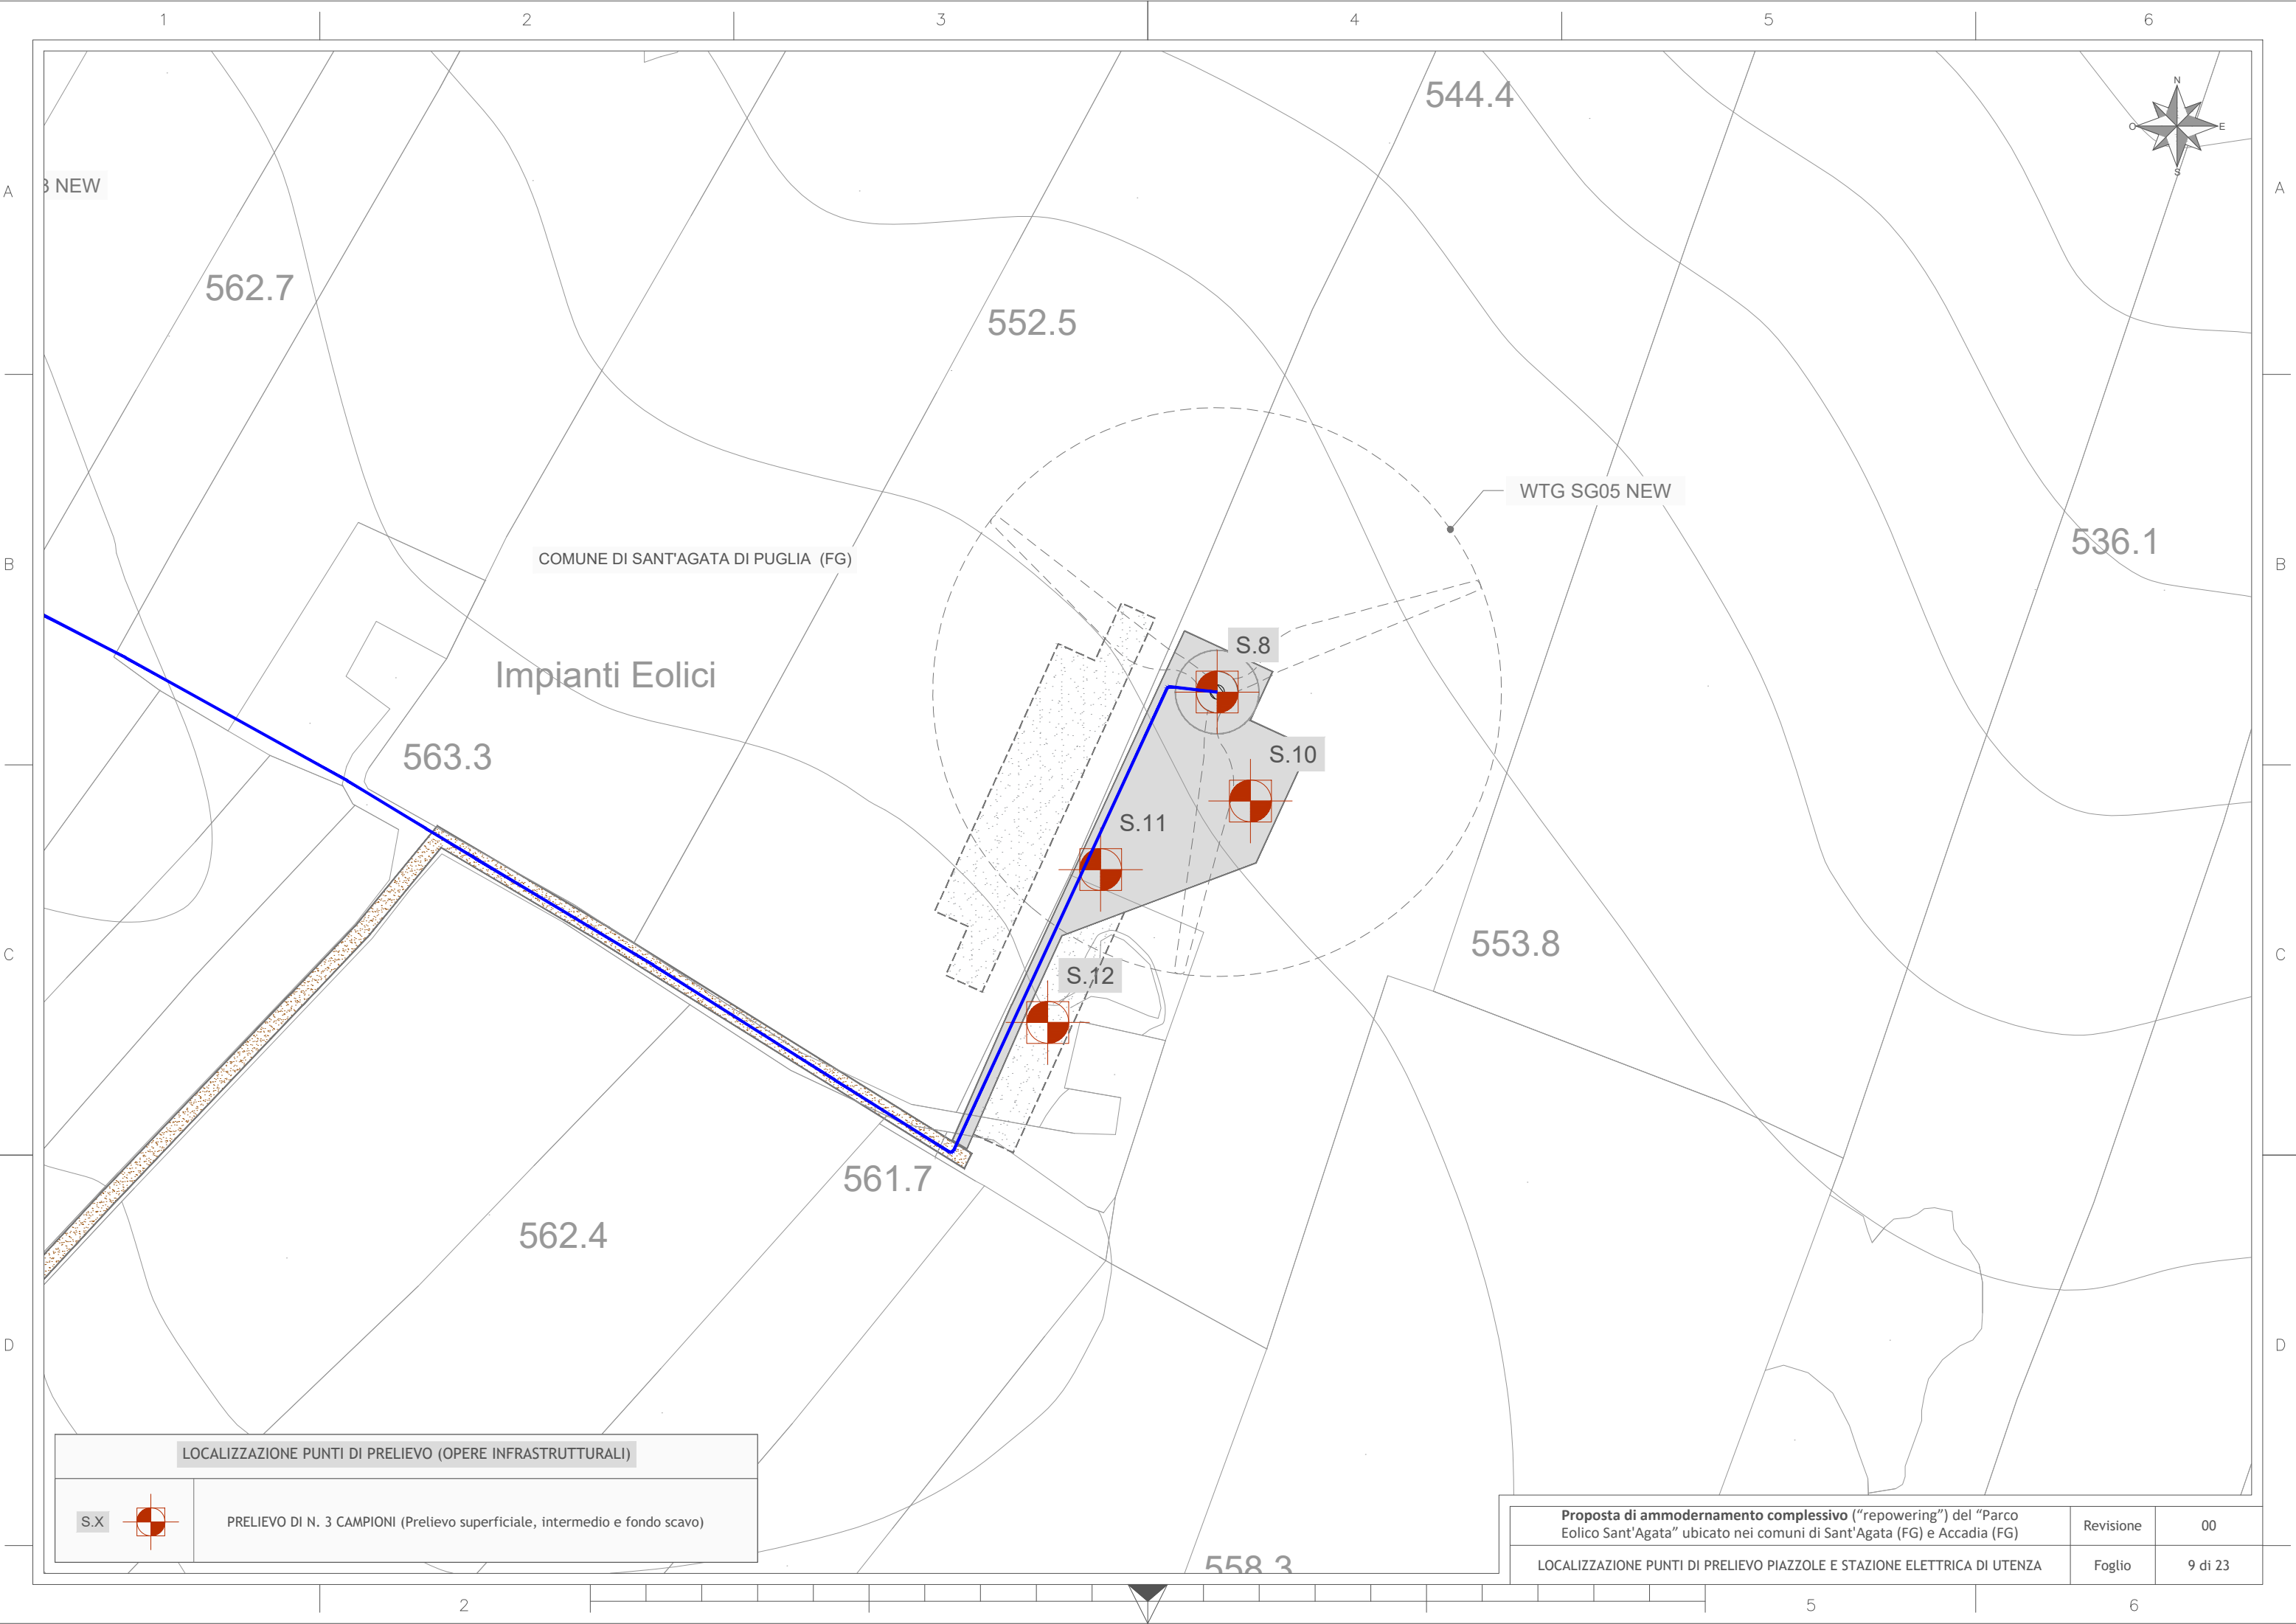 1 2 3 4 5 6
544.4
N
O E
S
A A
3 NEW
562.7
552.5
WTG SG05 NEW
536.1
B B
COMUNE DI SANT'AGATA DI PUGLIA (FG)
S.8
Impianti Eolici
563.3
S.10
S.11
553.8
C C
S.12
561.7
562.4
D D
LOCALIZZAZIONE PUNTI DI PRELIEVO (OPERE INFRASTRUTTURALI)
S.X
PRELIEVO DI N. 3 CAMPIONI (Prelievo superficiale, intermedio e fondo scavo)
558.3
Proposta di ammodernamento complessivo (“repowering”) del “Parco
Eolico Sant'Agata” ubicato nei comuni di Sant'Agata (FG) e Accadia (FG)
Revisione 00
LOCALIZZAZIONE PUNTI DI PRELIEVO PIAZZOLE E STAZIONE ELETTRICA DI UTENZA
Foglio 9 di 23
2 5 6